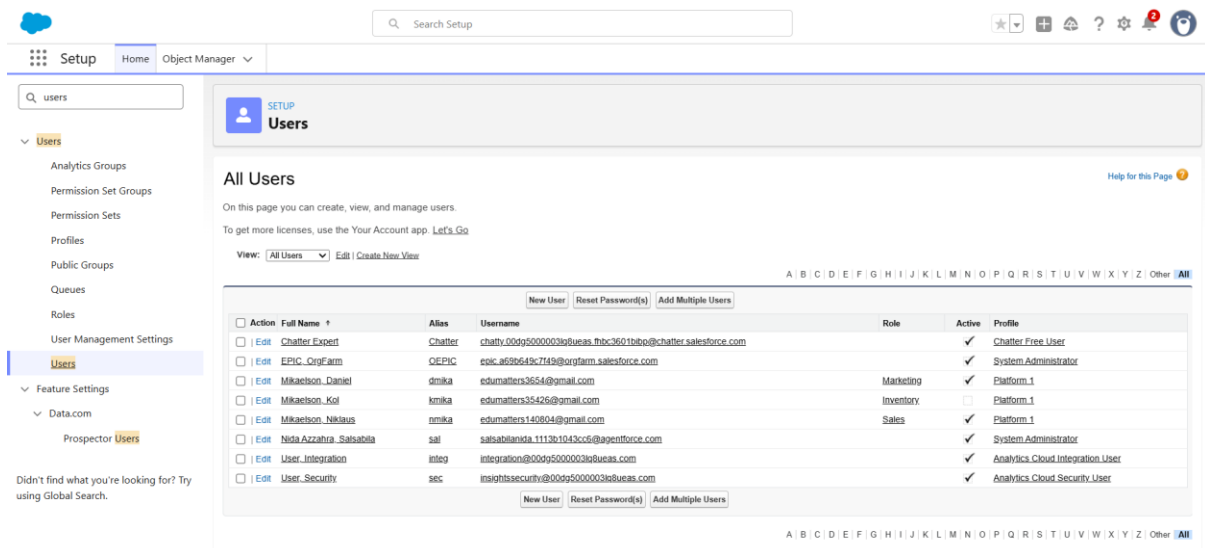 Search Setup
2
Setup Home Object Manager
users
SETUP
Users
Users
Analytics Groups
Permission Set Groups
Permission Sets
Profiles
Public Groups
Queues
Roles
User Management Settings
Users
Feature Settings
Data.com
Prospector Users
Didn't find what you're looking for? Try
using Global Search.
All Users
Help for this Page ?
On this page you can create, view, and manage users.
To get more licenses, use the Your Account app. Let's Go
View: All Users Edit | Create New View
A | B | C | D | E | F | G | H | I | J | K | L | M | N | O | P | Q | R | S | T | U | V | W | X | Y | Z | Other All
New User Reset Password(s) Add Multiple Users
Action Full Name ↑ Alias Username Role Active Profile
| Edit Chatter Expert Chatter chatty.00dg5000003lq8ueas.fhbc3601bibp@chatter.salesforce.com Chatter Free User
| Edit EPIC, OrgFarm OEPIC epic.a69b649c7f49@orgfarm.salesforce.com System Administrator
| Edit Mikaelson, Daniel dmika edumatters3654@gmail.com Marketing Platform 1
| Edit Mikaelson, Kol kmika edumatters35426@gmail.com Inventory Platform 1
| Edit Mikaelson, Niklaus nmika edumatters140804@gmail.com Sales Platform 1
| Edit Nida Azzahra, Salsabila sal salsabilanida.1113b1043cc6@agentforce.com System Administrator
| Edit User, Integration integ integration@00dg5000003lq8ueas.com Analytics Cloud Integration User
| Edit User, Security sec insightssecurity@00dg5000003lq8ueas.com Analytics Cloud Security User
New User Reset Password(s) Add Multiple Users
A | B | C | D | E | F | G | H | I | J | K | L | M | N | O | P | Q | R | S | T | U | V | W | X | Y | Z | Other All